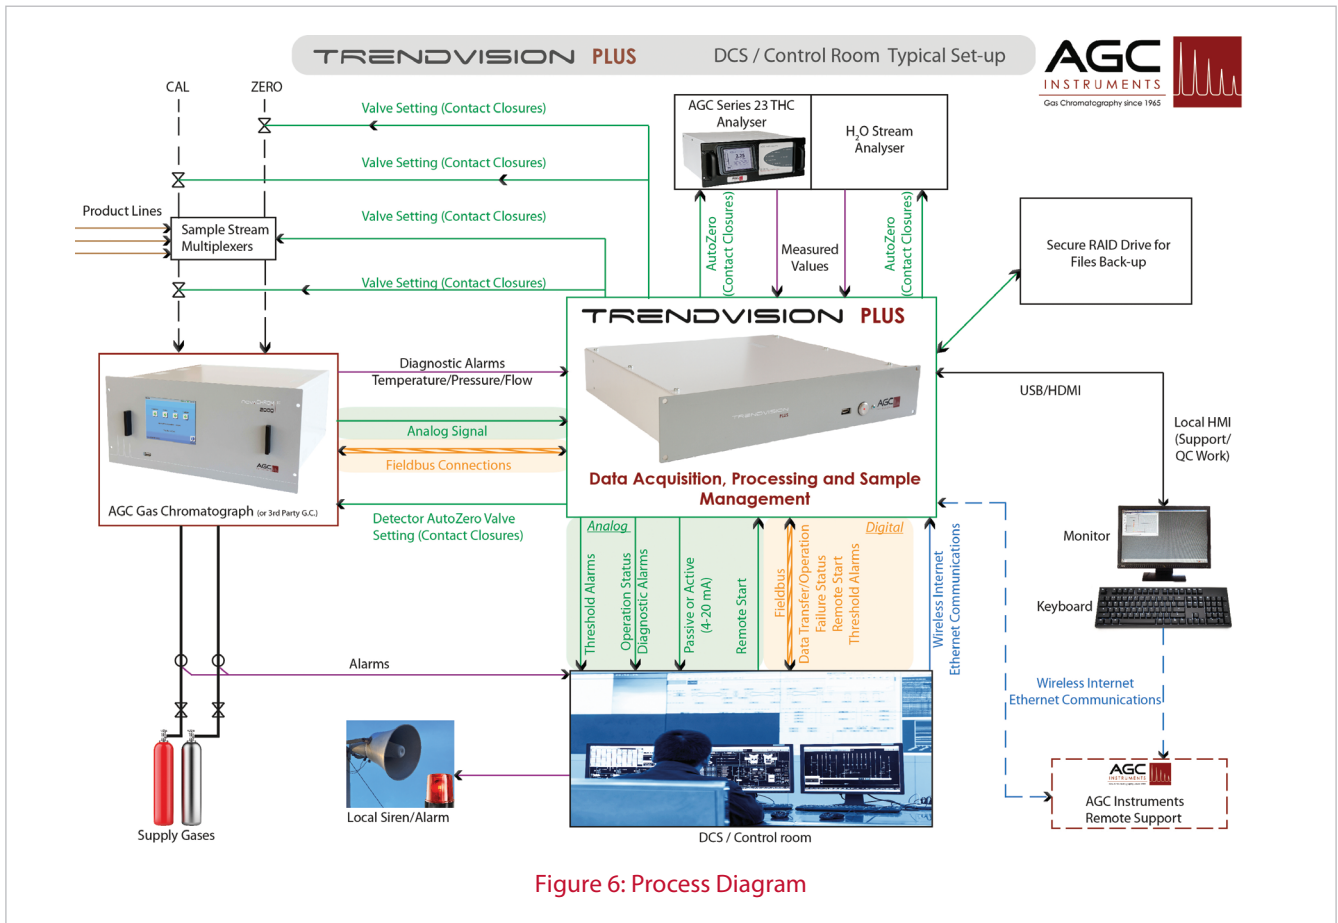 TRENDVISION PLUS DCS / Control Room Typical Set-up
AGC
INSTRUMENTS
Gas Chromatography since 1965
CAL
ZERO
Valve Setting (Contact Closures)
Valve Setting (Contact Closures)
Valve Setting (Contact Closures)
Valve Setting (Contact Closures)
Product Lines
Sample Stream
Multiplexers
AGC Series 23 THC
Analyser
H2O Stream
Analyser
AutoZero
(Contact Closures)
Measured
Values
AutoZero
(Contact Closures)
Secure RAID Drive for
Files Back-up
TRENDVISION PLUS
TRENDVISION
PLUS
AGC
Data Acquisition, Processing and Sample
Management
Diagnostic Alarms
Temperature/Pressure/Flow
Analog Signal
Fieldbus Connections
Detector AutoZero Valve
Setting (Contact Closures)
AGC
AGC Gas Chromatograph (or 3rd Party G.C.)
USB/HDMI
Local HMI
(Support/
QC Work)
Monitor
Keyboard
Analog
Digital
Threshold Alarms
Operation Status
Diagnostic Alarms
Passive or Active
(4-20 mA)
Remote Start
Fieldbus
Data Transfer/Operation
Failure Status
Remote Start
Threshold Alarms
Wireless Internet
Ethernet Communications
Wireless Internet
Ethernet Communications
Alarms
Local Siren/Alarm
Supply Gases
DCS / Control room
AGC
INSTRUMENTS
AGC Instruments
Remote Support
Figure 6: Process Diagram